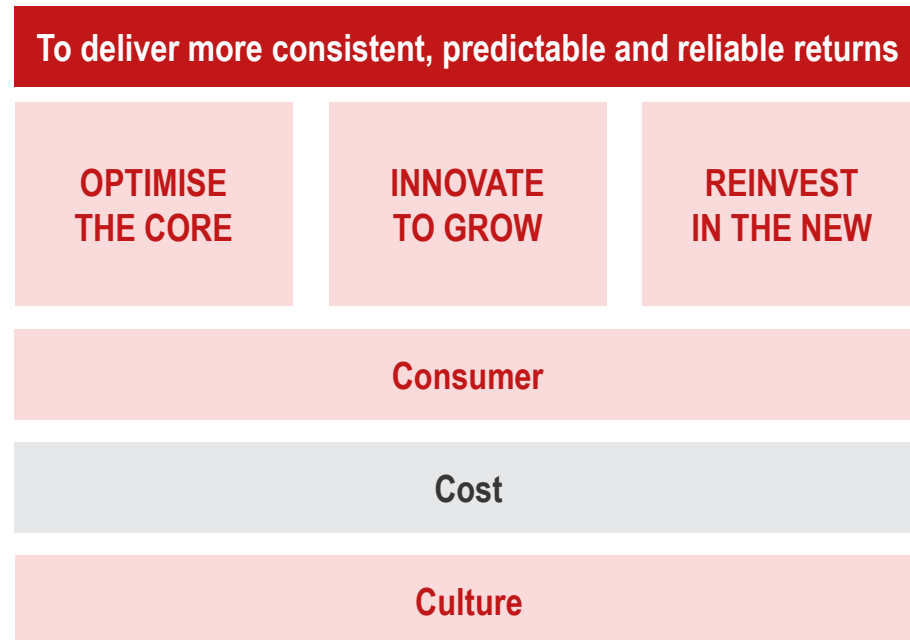 To deliver more consistent, predictable and reliable returns
OPTIMISE
THE CORE
INNOVATE
TO GROW
REINVEST
IN THE NEW
Consumer
Cost
Culture